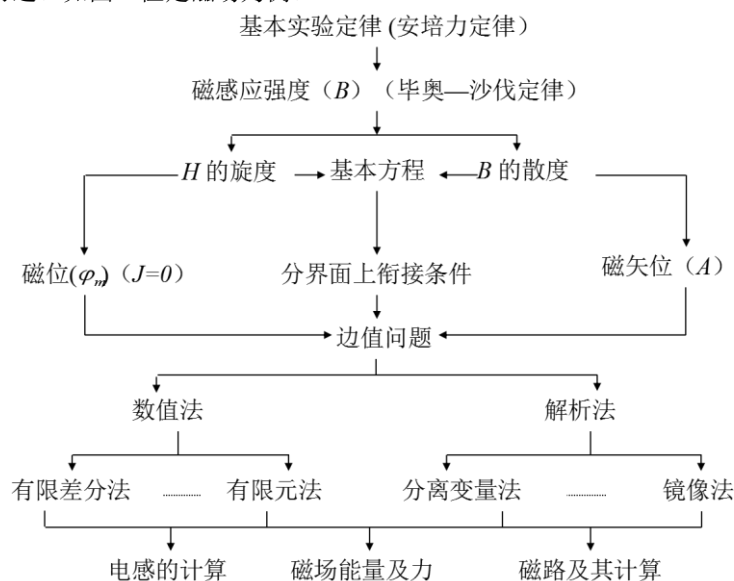 基本实验定律 (安培力定律）
磁感应强度（B）（毕奥—沙伐定律）
H 的旋度 基本方程 B 的散度
磁位(φm)（J=0） 分界面上衔接条件 磁矢位（A）
边值问题
数值法 解析法
有限差分法 ............... 有限元法 分离变量法 ............... 镜像法
电感的计算 磁场能量及力 磁路及其计算